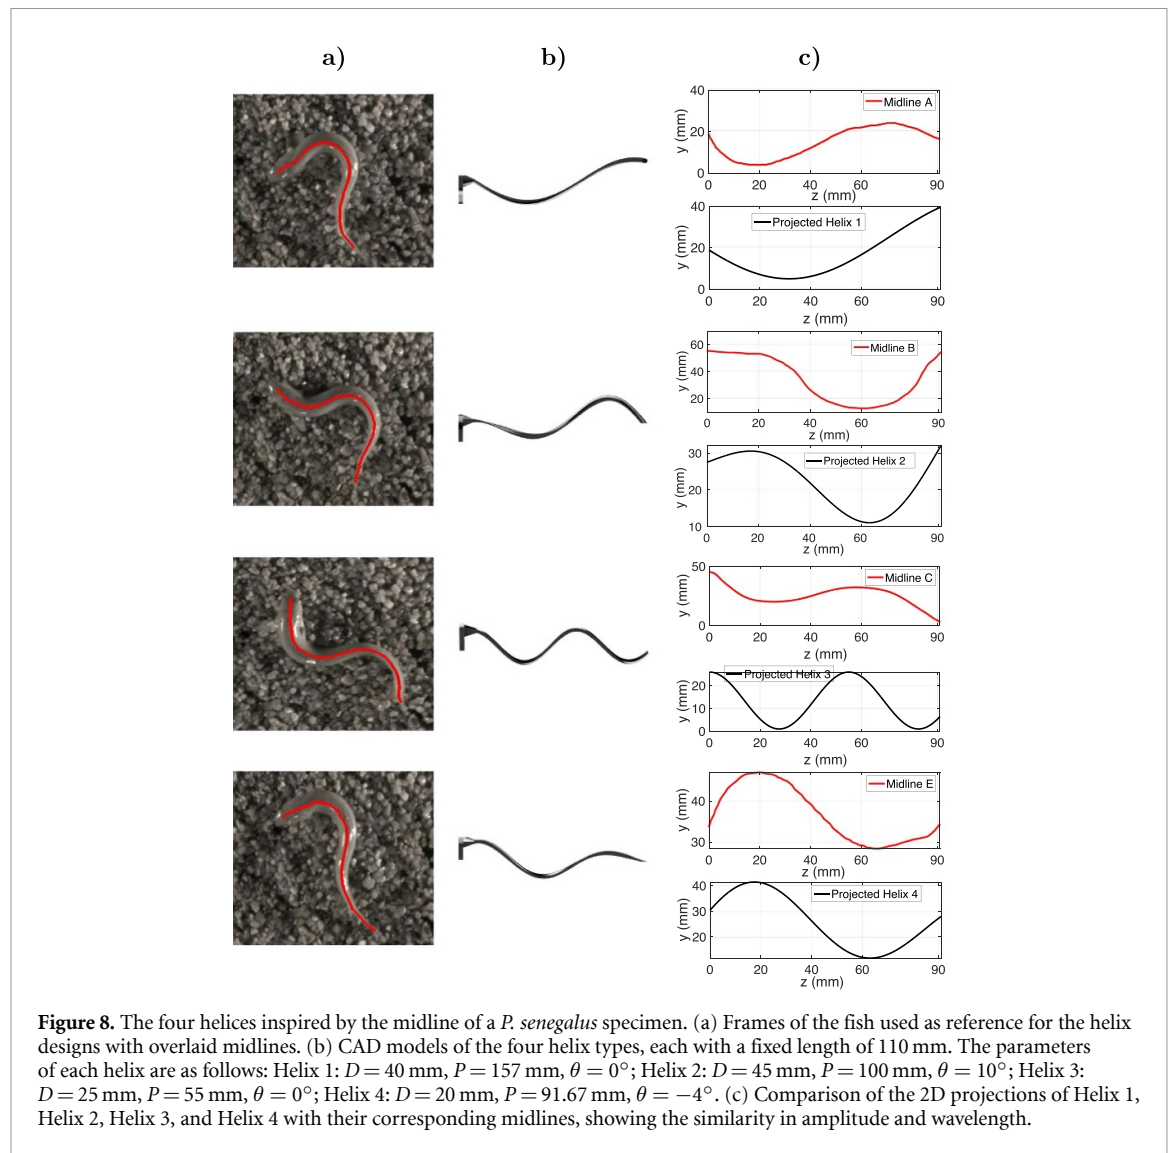 a) b) c)
40
20
0
y (mm)
Midline A
0 20 40 60 80 90
z (mm)
40
20
0
y (mm)
Projected Helix 1
0 20 40 60 80 90
z (mm)
60
40
20
y (mm)
Midline B
0 20 40 60 80 90
z (mm)
30
20
10
y (mm)
Projected Helix 2
0 20 40 60 80 90
z (mm)
50
0
y (mm)
Midline C
0 20 40 60 80 90
z (mm)
20
10
0
y (mm)
Projected Helix 3
0 20 40 60 80 90
z (mm)
40
30
y (mm)
Midline E
0 20 40 60 80 90
z (mm)
40
30
20
y (mm)
Projected Helix 4
0 20 40 60 80 90
z (mm)
Figure 8. The four helices inspired by the midline of a P. senegalus specimen. (a) Frames of the fish used as reference for the helix
designs with overlaid midlines. (b) CAD models of the four helix types, each with a fixed length of 110 mm. The parameters
of each helix are as follows: Helix 1: D = 40 mm, P = 157 mm, θ = 0°; Helix 2: D = 45 mm, P = 100 mm, θ = 10°; Helix 3:
D = 25 mm, P = 55 mm, θ = 0°; Helix 4: D = 20 mm, P = 91.67 mm, θ = −4°. (c) Comparison of the 2D projections of Helix 1,
Helix 2, Helix 3, and Helix 4 with their corresponding midlines, showing the similarity in amplitude and wavelength.